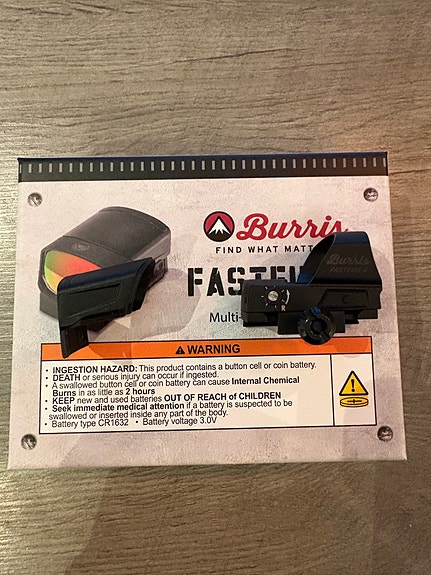 Burris
FIND WHAT MATT
FASTFI
Burris
FASTFIRE
R
Multi-
WARNING
• INGESTION HAZARD: This product contains a button cell or coin battery.
• DEATH or serious injury can occur if ingested.
• A swallowed button cell or coin battery can cause Internal Chemical
Burns in as little as 2 hours
• KEEP new and used batteries OUT OF REACH of CHILDREN
• Seek immediate medical attention if a battery is suspected to be
swallowed or inserted inside any part of the body.
• Battery type CR1632 • Battery voltage 3.0V